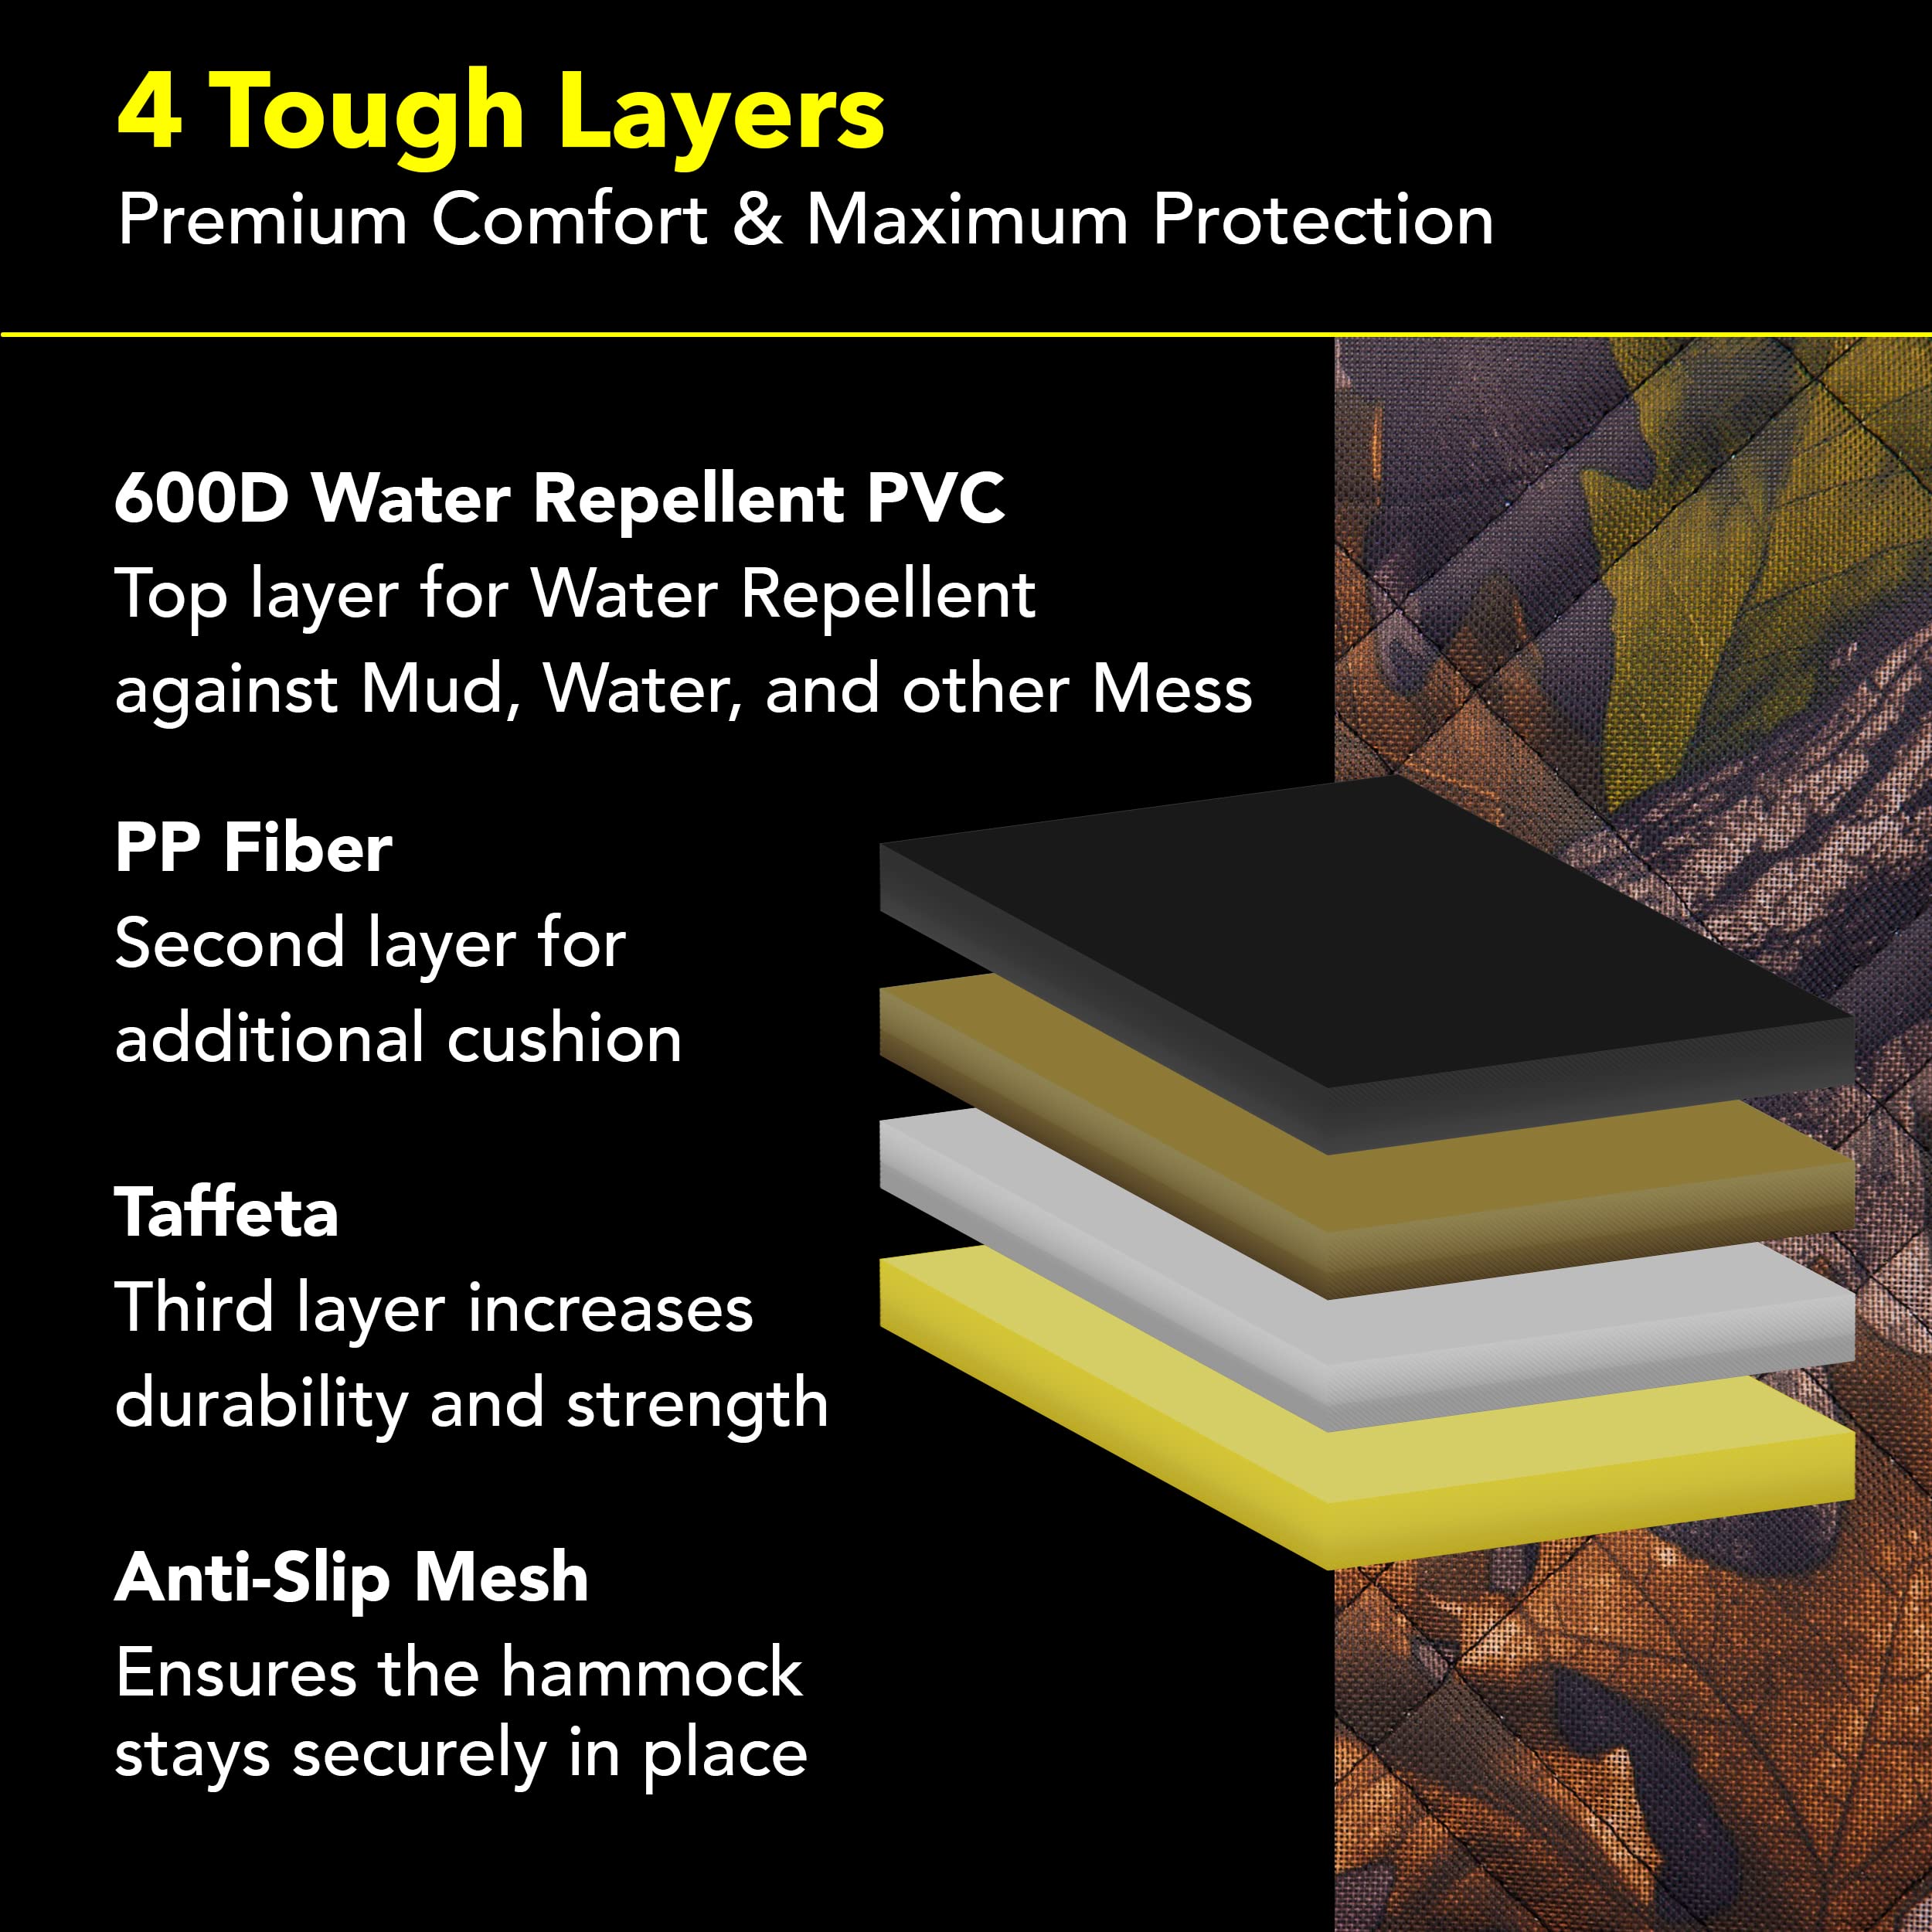 4 Tough Layers
Premium Comfort & Maximum Protection
600D Water Repellent PVC
Top layer for Water Repellent
against Mud, Water, and other Mess
PP Fiber
Second layer for
additional cushion
Taffeta
Third layer increases
durability and strength
Anti-Slip Mesh
Ensures the hammock
stays securely in place